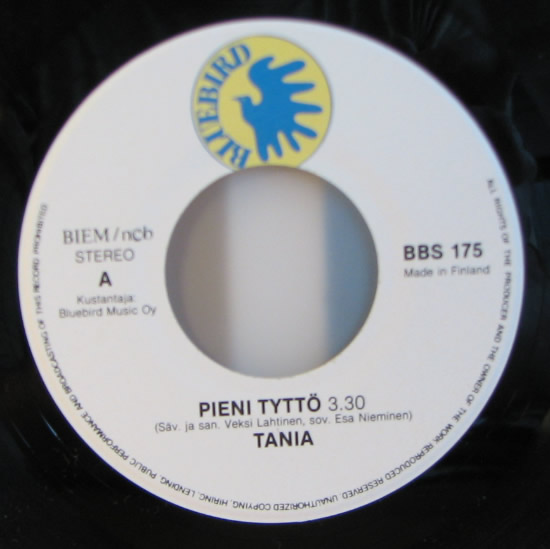 BLUEBIRD
BIEM/ncb
STEREO
A
Kustantaja:
Bluebird Music Oy
BBS 175
Made in Finland
PIENI TYTTÖ 3.30
(Säv. ja san. Veksi Lahtinen, sov. Esa Nieminen)
TANIA
ALL RIGHTS OF THE PRODUCER AND THE OWNER OF THE WORK REPRODUCED RESERVED. UNAUTHORIZED COPYING, HIRING, LENDING, PUBLIC PERFORMANCE AND BROADCASTING OF THIS RECORD PROHIBITED